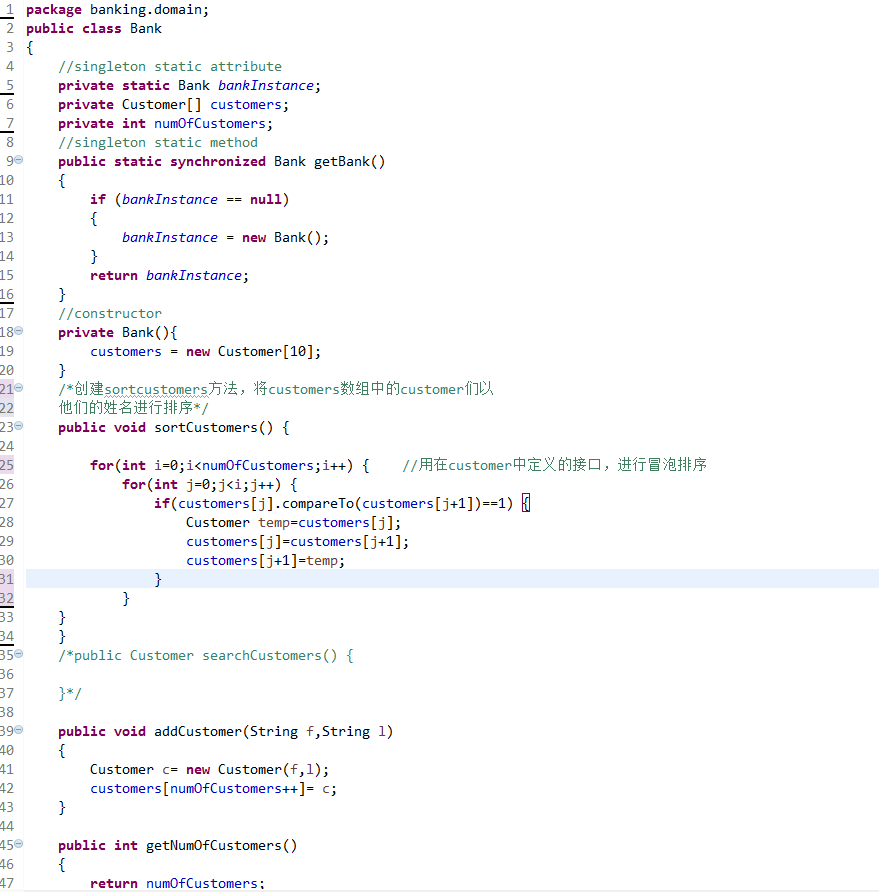 1 package banking.domain;
2 public class Bank
3 {
4     //singleton static attribute
5     private static Bank bankInstance;
6     private Customer[] customers;
7     private int numOfCustomers;
8     //singleton static method
9     public static synchronized Bank getBank()
10     {
11         if (bankInstance == null)
12         {
13             bankInstance = new Bank();
14         }
15         return bankInstance;
16     }
17     //constructor
18     private Bank(){
19         customers = new Customer[10];
20     }
21     /*创建sortcustomers方法，将customers数组中的customer们以
22     他们的姓名进行排序*/
23     public void sortCustomers() {
24
25         for(int i=0;i<numOfCustomers;i++) {    //用在customer中定义的接口，进行冒泡排序
26             for(int j=0;j<i;j++) {
27                 if(customers[j].compareTo(customers[j+1])==1) {
28                     Customer temp=customers[j];
29                     customers[j]=customers[j+1];
30                     customers[j+1]=temp;
31                 }
32             }
33     }
34     }
35     /*public Customer searchCustomers() {
36
37     }*/
38
39     public void addCustomer(String f,String l)
40     {
41         Customer c= new Customer(f,l);
42         customers[numOfCustomers++]= c;
43     }
44
45     public int getNumOfCustomers()
46     {
47         return numOfCustomers;